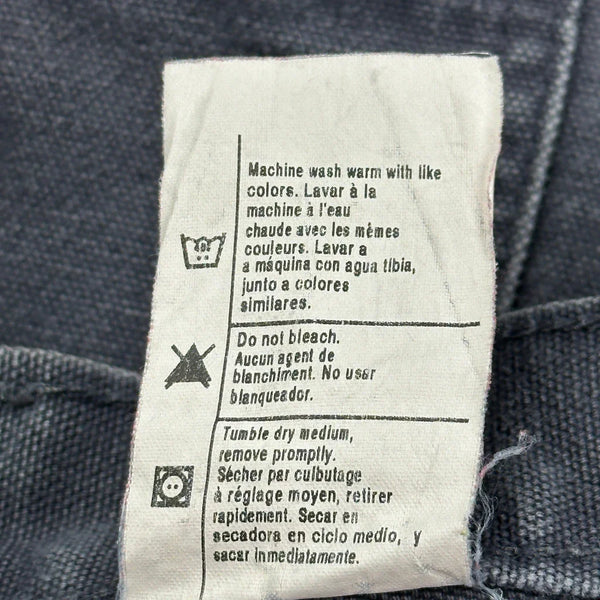 Machine wash warm with like
colors. Lavar à la
machine à l'eau
chaude avec les mêmes
couleurs. Lavar a
a máquina con agua tibia,
junto a colores
similares.
Do not bleach.
Aucun agent de
blanchiment. No usar
blanqueador.
Tumble dry medium,
remove promptly.
Sécher par culbutage
à réglage moyen, retirer
rapidement. Secar en
secadora en ciclo medio, y
sacar inmediatamente.